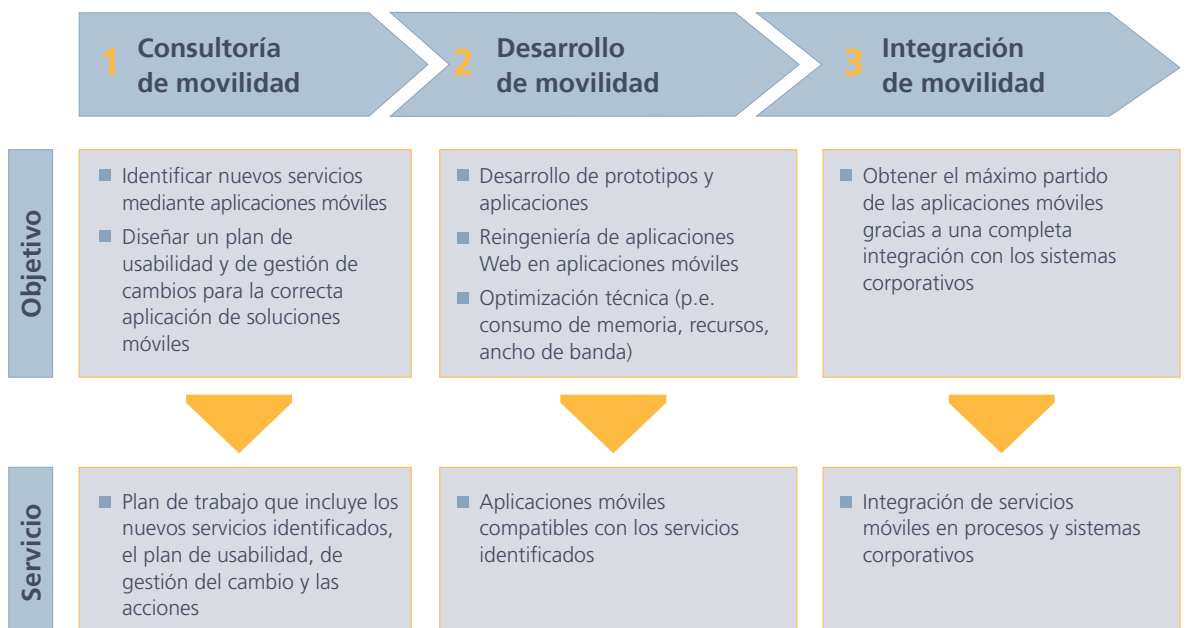 1 Consultoría
de movilidad
2 Desarrollo
de movilidad
3 Integración
de movilidad
Objetivo
Identificar nuevos servicios
mediante aplicaciones móviles
Diseñar un plan de
usabilidad y de gestión de
cambios para la correcta
aplicación de soluciones
móviles
Desarrollo de prototipos y
aplicaciones
Reingeniería de aplicaciones
Web en aplicaciones móviles
Optimización técnica (p.e.
consumo de memoria, recursos,
ancho de banda)
Obtener el máximo partido
de las aplicaciones móviles
gracias a una completa
integración con los sistemas
corporativos
Servicio
Plan de trabajo que incluye los
nuevos servicios identificados,
el plan de usabilidad, de
gestión del cambio y las
acciones
Aplicaciones móviles
compatibles con los servicios
identificados
Integración de servicios
móviles en procesos y sistemas
corporativos